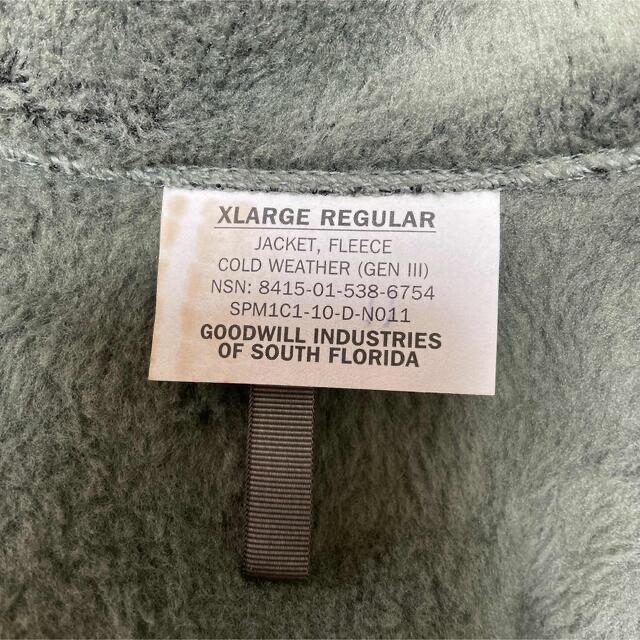 XLARGE REGULAR
JACKET, FLEECE
COLD WEATHER (GEN III)
NSN: 8415-01-538-6754
SPM1C1-10-D-N011
GOODWILL INDUSTRIES
OF SOUTH FLORIDA